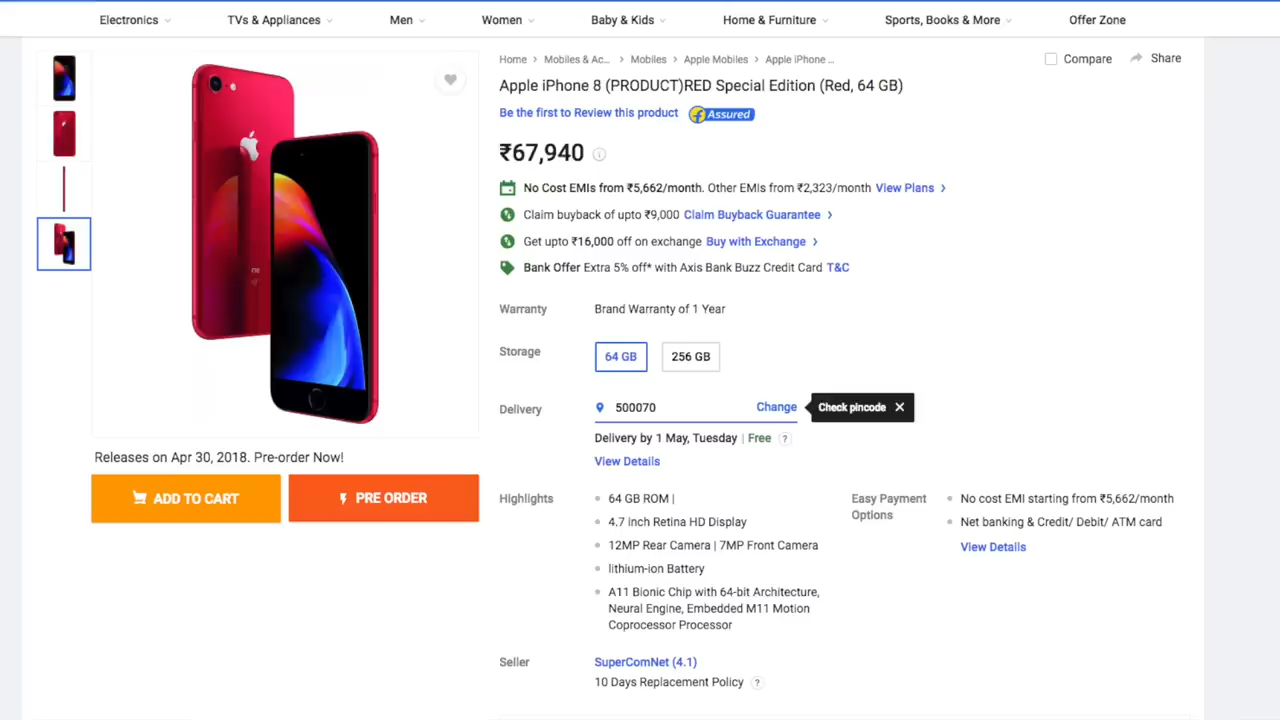 Electronics
TVs & Appliances
Men
Women
Baby & Kids
Home & Furniture
Sports, Books & More
Offer Zone
Home > Mobiles & Ac... > Mobiles > Apple Mobiles > Apple iPhone ...
Compare
Share
Apple iPhone 8 (PRODUCT)RED Special Edition (Red, 64 GB)
Be the first to Review this product
Assured
₹67,940
No Cost EMIs from ₹5,662/month. Other EMIs from ₹2,323/month View Plans >
Claim buyback of upto ₹9,000 Claim Buyback Guarantee >
Get upto ₹16,000 off on exchange Buy with Exchange >
Bank Offer Extra 5% off* with Axis Bank Buzz Credit Card T&C
Warranty
Brand Warranty of 1 Year
Storage
64 GB
256 GB
Delivery
500070
Change
Check pincode
Delivery by 1 May, Tuesday | Free ?
View Details
Releases on Apr 30, 2018. Pre-order Now!
ADD TO CART
PRE ORDER
Highlights
64 GB ROM |
4.7 inch Retina HD Display
12MP Rear Camera | 7MP Front Camera
lithium-ion Battery
A11 Bionic Chip with 64-bit Architecture,
Neural Engine, Embedded M11 Motion
Coprocessor Processor
Easy Payment
Options
No cost EMI starting from ₹5,662/month
Net banking & Credit/ Debit/ ATM card
View Details
Seller
SuperComNet (4.1)
10 Days Replacement Policy ?